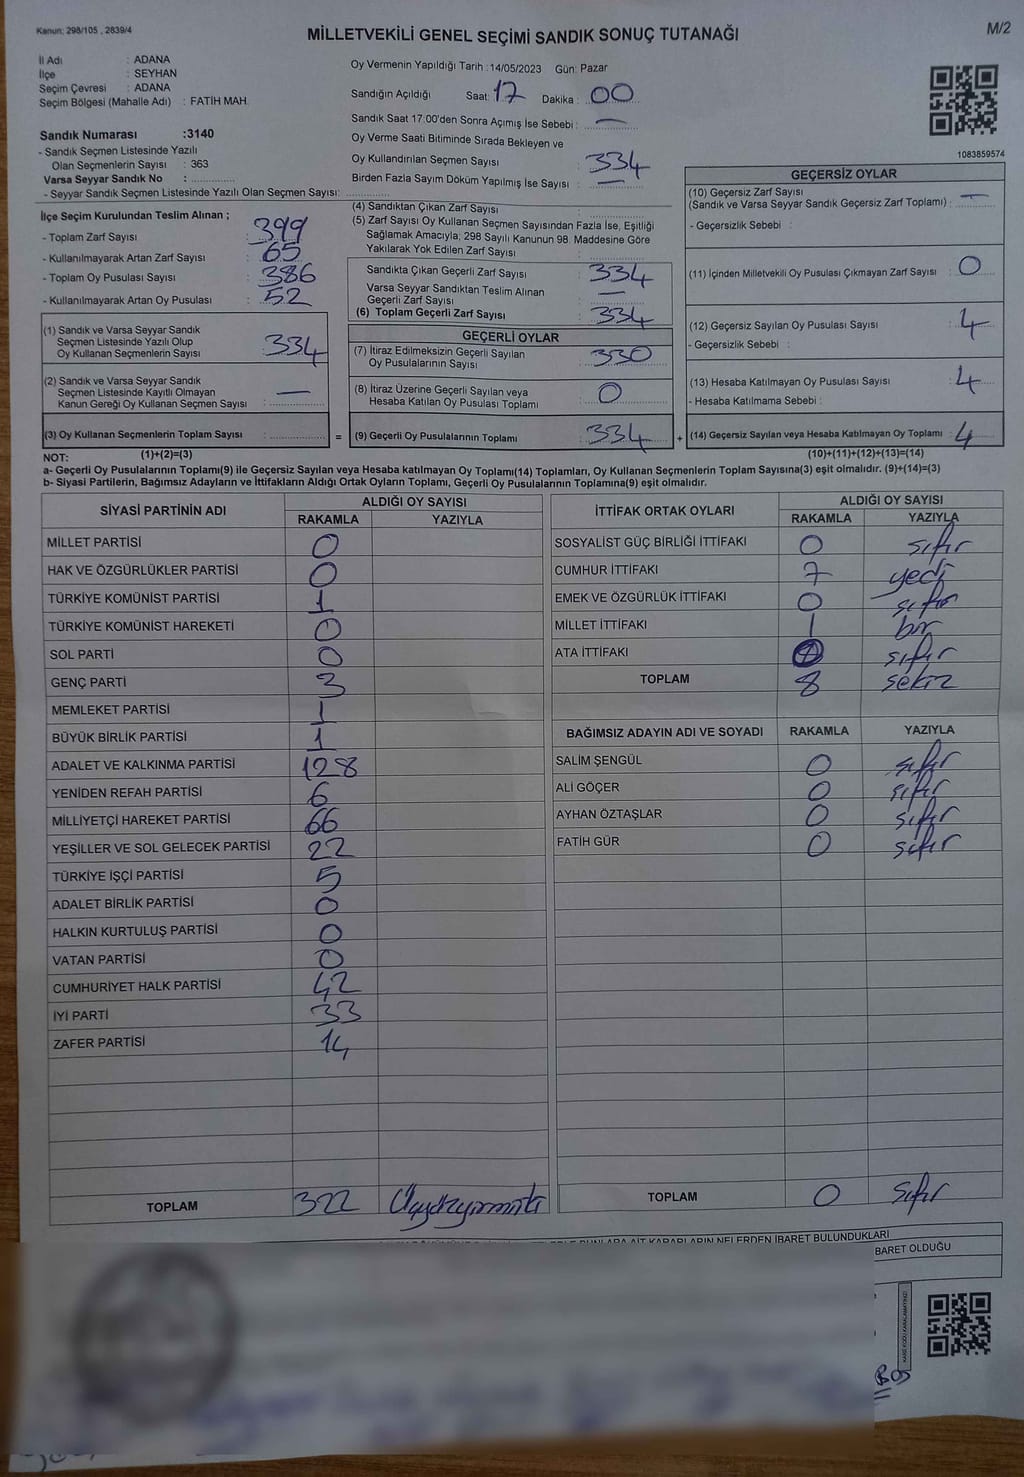 Kanun: 298/105 , 2839/4
MİLLETVEKİLİ GENEL SEÇİMİ SANDIK SONUÇ TUTANAĞI
M/2
İl Adı : ADANA
İlçe : SEYHAN
Seçim Çevresi : ADANA
Seçim Bölgesi (Mahalle Adı) : FATİH MAH.
Sandık Numarası :3140
- Sandık Seçmen Listesinde Yazılı
Olan Seçmenlerin Sayısı : 363
Varsa Seyyar Sandık No :
- Seyyar Sandık Seçmen Listesinde Yazılı Olan Seçmen Sayısı:
Oy Vermenin Yapıldığı Tarih :14/05/2023 Gün: Pazar
Sandığın Açıldığı Saat: 17 Dakika : 00
Sandık Saat 17:00'den Sonra Açımış İse Sebebi : —
Oy Verme Saati Bitiminde Sırada Bekleyen ve
Oy Kullandırılan Seçmen Sayısı : 334
Birden Fazla Sayım Döküm Yapılmış İse Sayısı : —
1083859574
İlçe Seçim Kurulundan Teslim Alınan ;
- Toplam Zarf Sayısı : 399
- Kullanılmayarak Artan Zarf Sayısı : 65
- Toplam Oy Pusulası Sayısı : 386
- Kullanılmayarak Artan Oy Pusulası : 52
(1) Sandık ve Varsa Seyyar Sandık
Seçmen Listesinde Yazılı Olup
Oy Kullanan Seçmenlerin Sayısı : 334
(2) Sandık ve Varsa Seyyar Sandık
Seçmen Listesinde Kayıtlı Olmayan
Kanun Gereği Oy Kullanan Seçmen Sayısı : —
(3) Oy Kullanan Seçmenlerin Toplam Sayısı :
(4) Sandıktan Çıkan Zarf Sayısı :
(5) Zarf Sayısı Oy Kullanan Seçmen Sayısından Fazla İse, Eşitliği
Sağlamak Amacıyla; 298 Sayılı Kanunun 98. Maddesine Göre
Yakılarak Yok Edilen Zarf Sayısı :
Sandıkta Çıkan Geçerli Zarf Sayısı : 334
Varsa Seyyar Sandıktan Teslim Alınan
Geçerli Zarf Sayısı : —
(6) Toplam Geçerli Zarf Sayısı : 334
GEÇERLİ OYLAR
(7) İtiraz Edilmeksizin Geçerli Sayılan
Oy Pusulalarının Sayısı : 330
(8) İtiraz Üzerine Geçerli Sayılan veya
Hesaba Katılan Oy Pusulası Toplamı : 0
= (9) Geçerli Oy Pusulalarının Toplamı : 334
GEÇERSİZ OYLAR
(10) Geçersiz Zarf Sayısı
(Sandık ve Varsa Seyyar Sandık Geçersiz Zarf Toplamı) : —
- Geçersizlik Sebebi :
(11) İçinden Milletvekili Oy Pusulası Çıkmayan Zarf Sayısı : 0
(12) Geçersiz Sayılan Oy Pusulası Sayısı : 4
- Geçersizlik Sebebi :
(13) Hesaba Katılmayan Oy Pusulası Sayısı : 4
- Hesaba Katılmama Sebebi :
+ (14) Geçersiz Sayılan veya Hesaba Katılmayan Oy Toplamı : 4
NOT: (1)+(2)=(3)
(10)+(11)+(12)+(13)=(14)
a- Geçerli Oy Pusulalarının Toplamı(9) ile Geçersiz Sayılan veya Hesaba katılmayan Oy Toplamı(14) Toplamları, Oy Kullanan Seçmenlerin Toplam Sayısına(3) eşit olmalıdır. (9)+(14)=(3)
b- Siyasi Partilerin, Bağımsız Adayların ve İttifakların Aldığı Ortak Oyların Toplamı, Geçerli Oy Pusulalarının Toplamına(9) eşit olmalıdır.
SİYASİ PARTİNİN ADI
ALDIĞI OY SAYISI
RAKAMLA YAZIYLA
MİLLET PARTİSİ 0
HAK VE ÖZGÜRLÜKLER PARTİSİ 0
TÜRKİYE KOMÜNİST PARTİSİ 1
TÜRKİYE KOMÜNİST HAREKETİ 0
SOL PARTİ 0
GENÇ PARTİ 3
MEMLEKET PARTİSİ 1
BÜYÜK BİRLİK PARTİSİ 1
ADALET VE KALKINMA PARTİSİ 128
YENİDEN REFAH PARTİSİ 6
MİLLİYETÇİ HAREKET PARTİSİ 66
YEŞİLLER VE SOL GELECEK PARTİSİ 22
TÜRKİYE İŞÇİ PARTİSİ 5
ADALET BİRLİK PARTİSİ 0
HALKIN KURTULUŞ PARTİSİ 0
VATAN PARTİSİ 0
CUMHURİYET HALK PARTİSİ 42
İYİ PARTİ 33
ZAFER PARTİSİ 14
TOPLAM 322
İTTİFAK ORTAK OYLARI
ALDIĞI OY SAYISI
RAKAMLA YAZIYLA
SOSYALİST GÜÇ BİRLİĞİ İTTİFAKI 0 sıfır
CUMHUR İTTİFAKI 7 yedi
EMEK VE ÖZGÜRLÜK İTTİFAKI 0 sıfır
MİLLET İTTİFAKI 1 bir
ATA İTTİFAKI sıfır
TOPLAM 8 sekiz
BAĞIMSIZ ADAYIN ADI VE SOYADI RAKAMLA YAZIYLA
SALİM ŞENGÜL 0 sıfır
ALİ GÖÇER 0 sıfır
AYHAN ÖZTAŞLAR 0 sıfır
FATİH GÜR 0 sıfır
TOPLAM 0 sıfır
KARARLARIN NELERDEN İBARET BULUNDUKLARI
BARET OLDUĞU